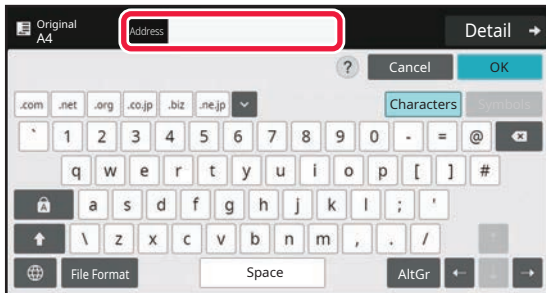 Original
A4
Address
Detail
? Cancel OK
.com .net .org .co.jp .biz .ne.jp Characters Symbols
` 1 2 3 4 5 6 7 8 9 0 - = @
q w e r t y u i o p [ ] #
A a s d f g h j k l ; '
\ z x c v b n m , . /
File Format Space AltGr